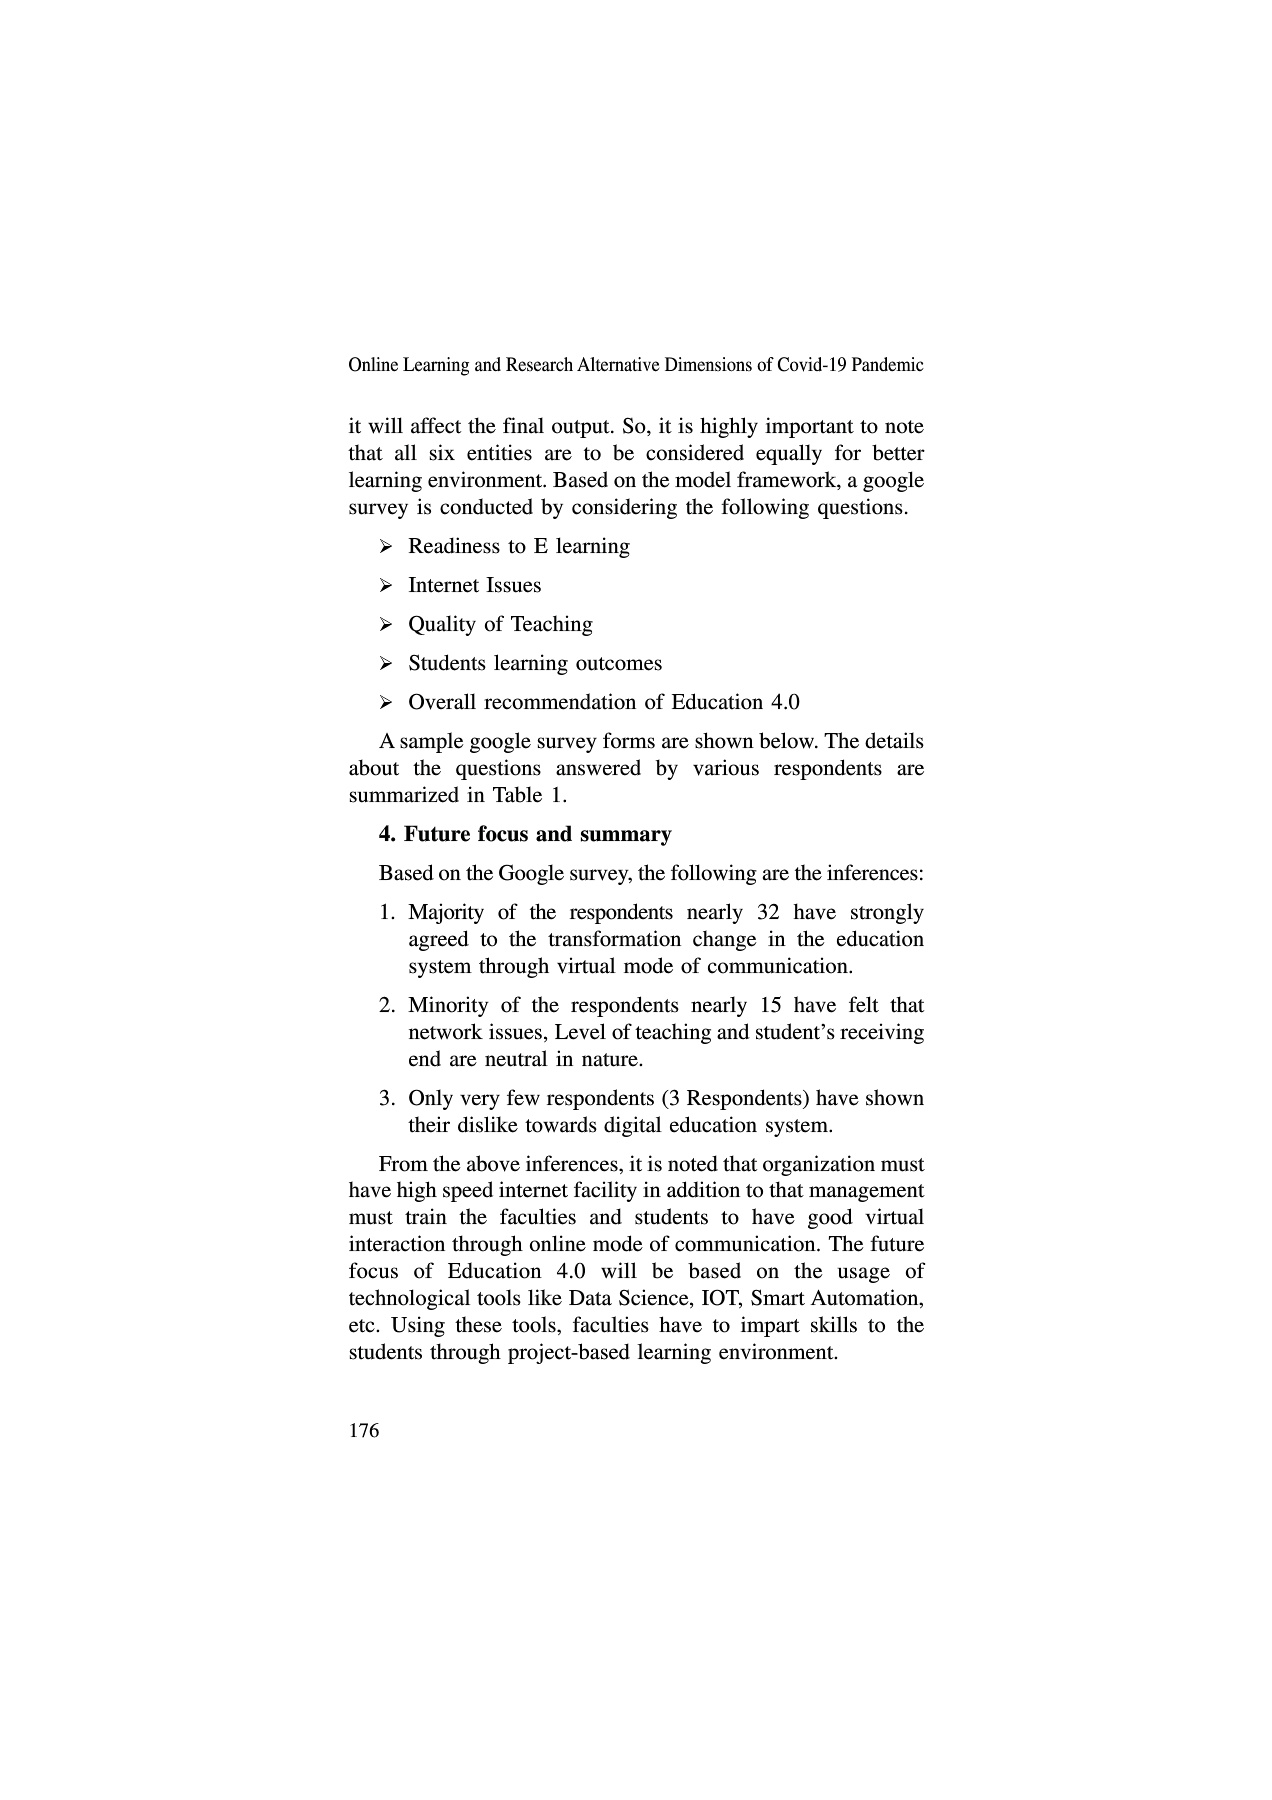 Online Learning and Research Alternative Dimensions of Covid-19 Pandemic
it will affect the final output. So, it is highly important to note
that all six entities are to be considered equally for better
learning environment. Based on the model framework, a google
survey is conducted by considering the following questions.
➢ Readiness to E learning
➢ Internet Issues
➢ Quality of Teaching
➢ Students learning outcomes
➢ Overall recommendation of Education 4.0
A sample google survey forms are shown below. The details
about the questions answered by various respondents are
summarized in Table 1.
4. Future focus and summary
Based on the Google survey, the following are the inferences:
1. Majority of the respondents nearly 32 have strongly
agreed to the transformation change in the education
system through virtual mode of communication.
2. Minority of the respondents nearly 15 have felt that
network issues, Level of teaching and student’s receiving
end are neutral in nature.
3. Only very few respondents (3 Respondents) have shown
their dislike towards digital education system.
From the above inferences, it is noted that organization must
have high speed internet facility in addition to that management
must train the faculties and students to have good virtual
interaction through online mode of communication. The future
focus of Education 4.0 will be based on the usage of
technological tools like Data Science, IOT, Smart Automation,
etc. Using these tools, faculties have to impart skills to the
students through project-based learning environment.
176